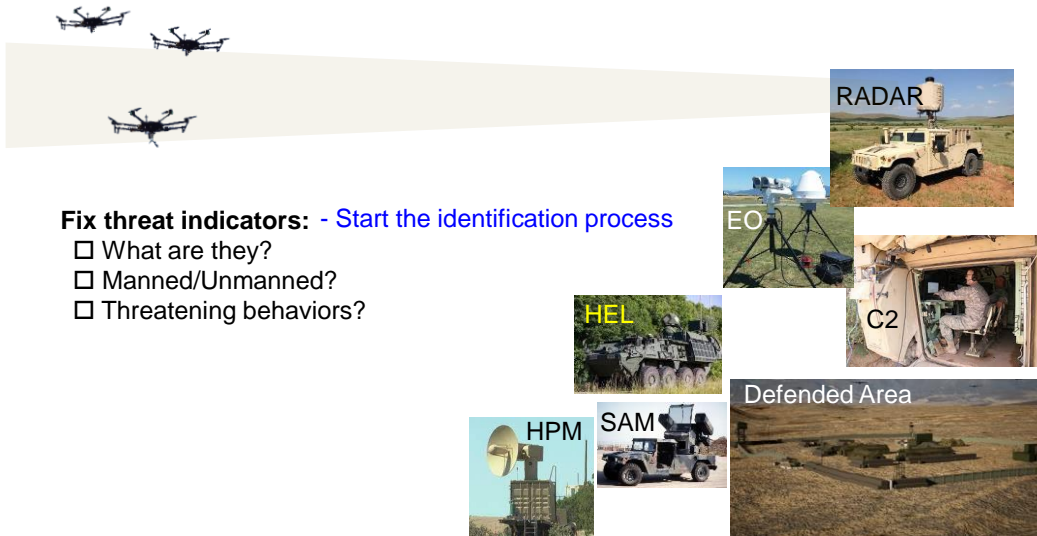 RADAR
EO
Fix threat indicators: - Start the identification process
☐ What are they?
☐ Manned/Unmanned?
☐ Threatening behaviors?
HEL
C2
Defended Area
SAM
HPM